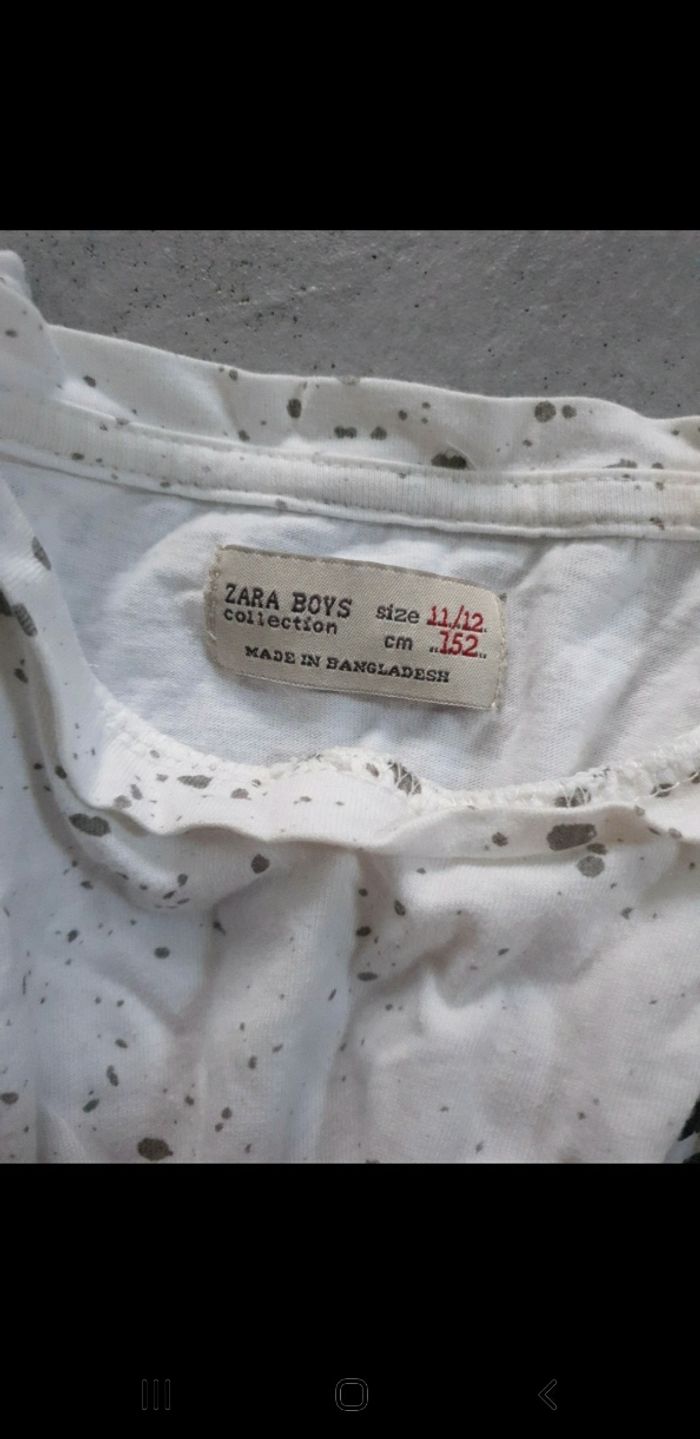 ZARA BOYS
collection
size 11/12
cm ..152..
MADE IN BANGLADESH